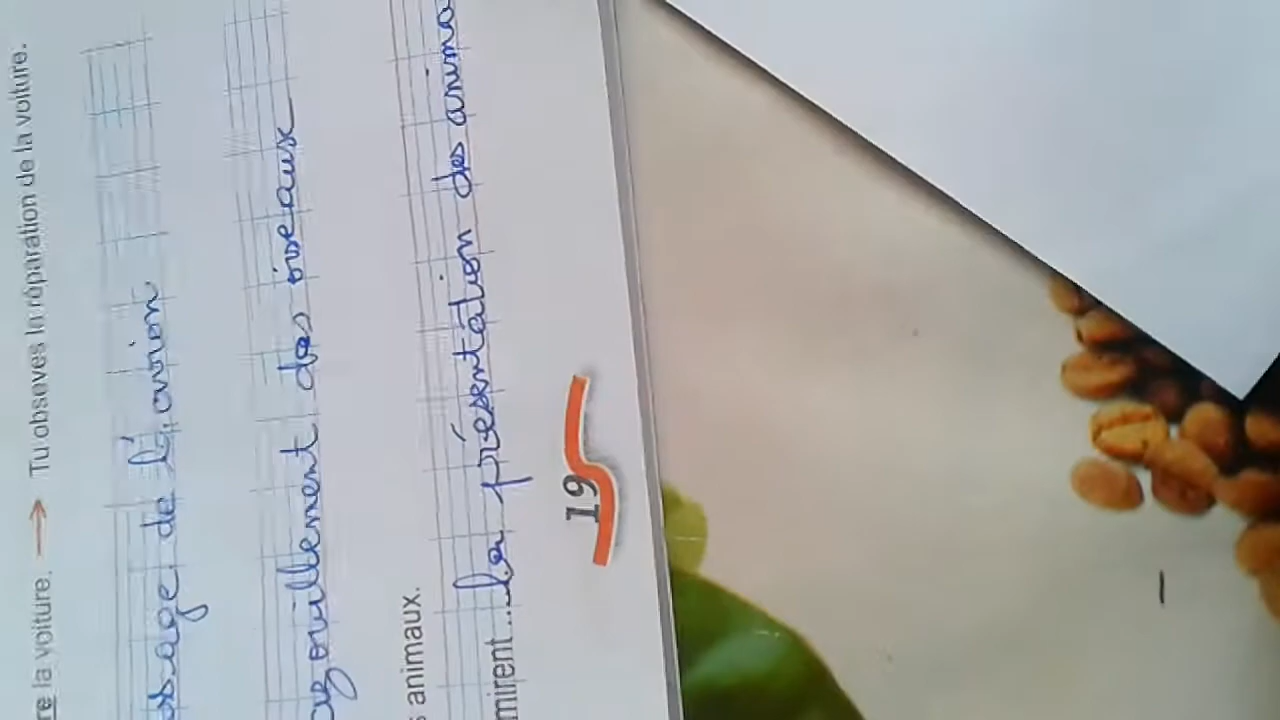 re la voiture. → Tu observes la réparation de la voiture.
de l'avion
gazouillement des oiseaux
animaux.
mirent la présentation des anima
19